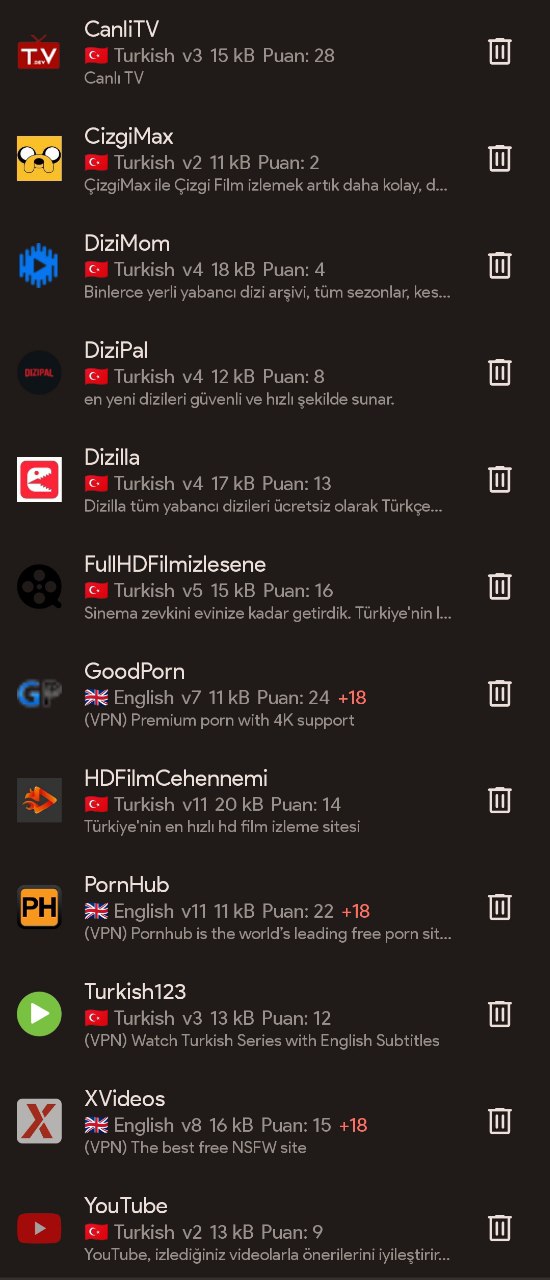 CanliTV
TV
.DEV
Turkish v3 15 kB Puan: 28
Canlı TV
CizgiMax
Turkish v2 11 kB Puan: 2
ÇizgiMax ile Çizgi Film izlemek artık daha kolay, d...
DiziMom
Turkish v4 18 kB Puan: 4
Binlerce yerli yabancı dizi arşivi, tüm sezonlar, kes...
DiziPal
DIZIPAL
Turkish v4 12 kB Puan: 8
en yeni dizileri güvenli ve hızlı şekilde sunar.
Dizilla
Turkish v4 17 kB Puan: 13
Dizilla tüm yabancı dizileri ücretsiz olarak Türkçe...
FullHDFilmizlesene
Turkish v5 15 kB Puan: 16
Sinema zevkini evinize kadar getirdik. Türkiye'nin l...
GoodPorn
GP
English v7 11 kB Puan: 24 +18
(VPN) Premium porn with 4K support
HDFilmCehennemi
Turkish v11 20 kB Puan: 14
Türkiye'nin en hızlı hd film izleme sitesi
PornHub
PH
English v11 11 kB Puan: 22 +18
(VPN) Pornhub is the world's leading free porn sit...
Turkish123
Turkish v3 13 kB Puan: 12
(VPN) Watch Turkish Series with English Subtitles
XVideos
X
English v8 16 kB Puan: 15 +18
(VPN) The best free NSFW site
YouTube
Turkish v2 13 kB Puan: 9
YouTube, izlediğiniz videolarla önerilerini iyileştirir...